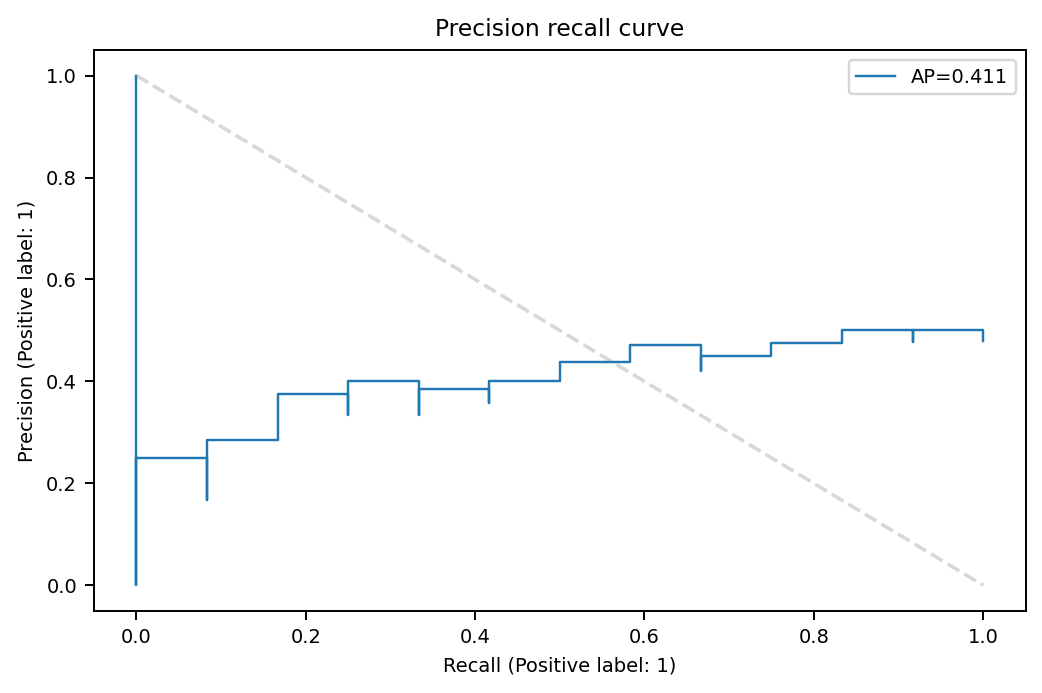 Precision recall curve
AP=0.411
1.0
0.8
0.6
0.4
0.2
0.0
Precision (Positive label: 1)
0.0 0.2 0.4 0.6 0.8 1.0
Recall (Positive label: 1)